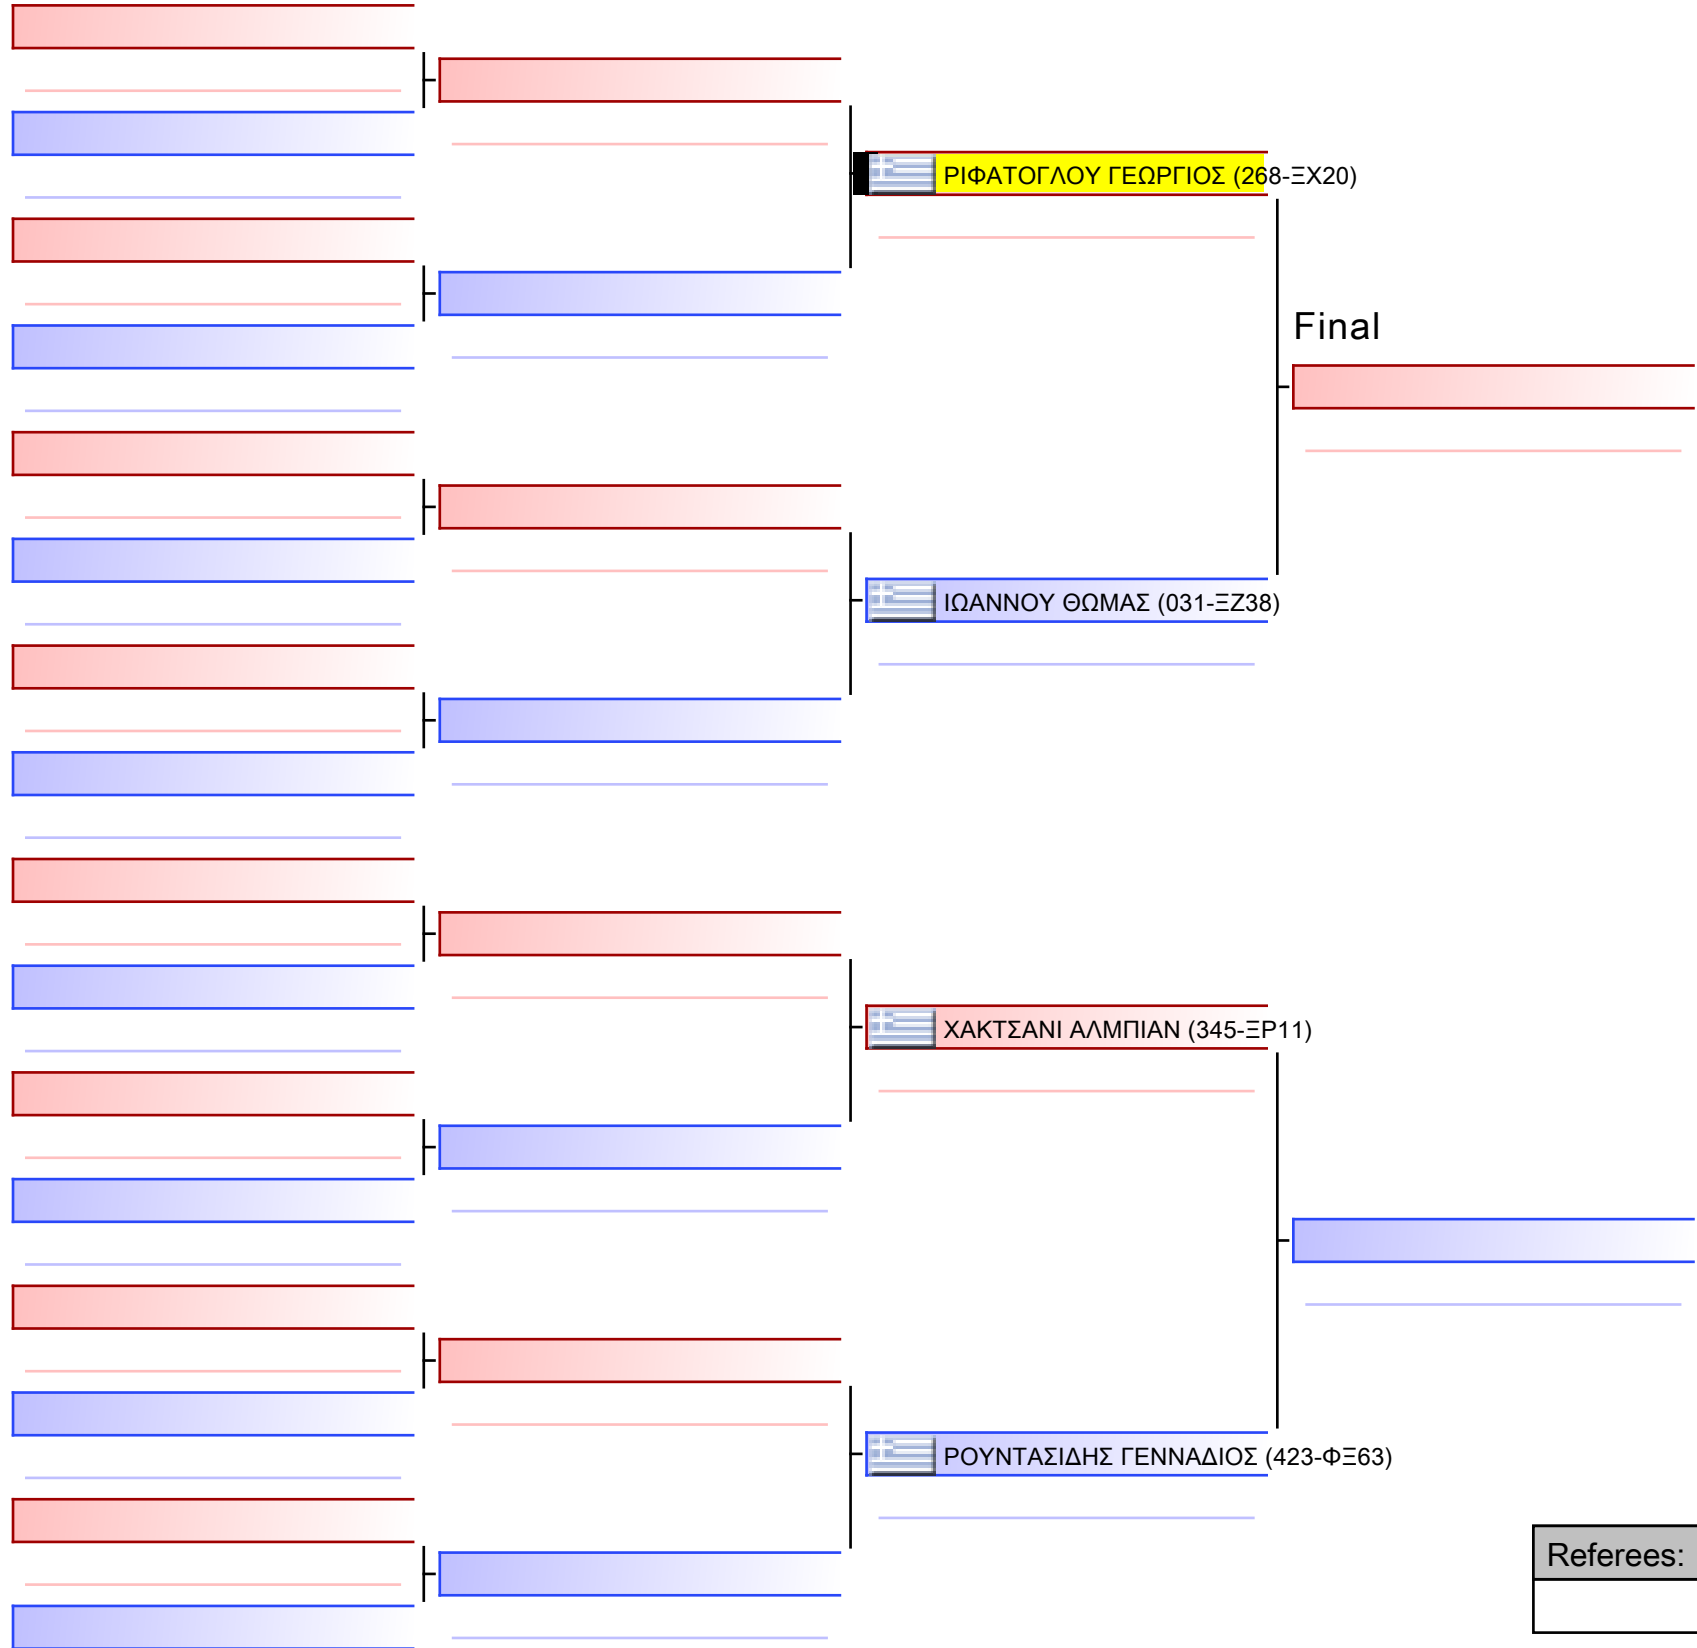 ΡΙΦΑΤΟΓΛΟΥ ΓΕΩΡΓΙΟΣ (268-ΞΧ20)
Final
ΙΩΑΝΝΟΥ ΘΩΜΑΣ (031-ΞΖ38)
ΧΑΚΤΣΑΝΙ ΑΛΜΠΙΑΝ (345-ΞΡ11)
ΡΟΥΝΤΑΣΙΔΗΣ ΓΕΝΝΑΔΙΟΣ (423-ΦΞ63)
Referees: